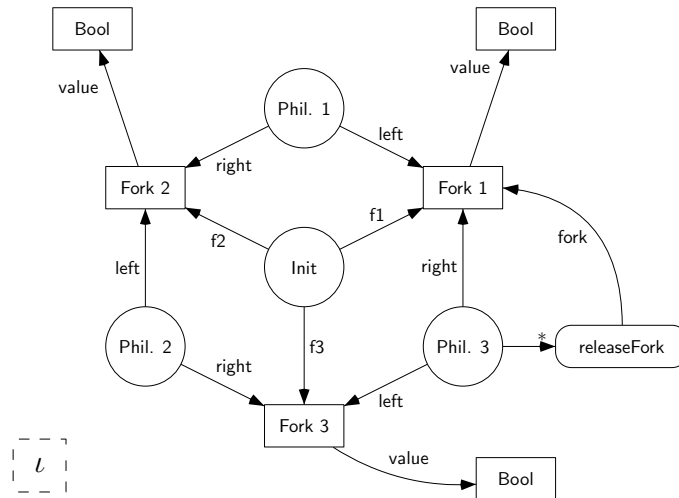 Bool
Bool
value
value
Phil. 1
left
right
Fork 2
Fork 1
f1
f2
fork
left
Init
right
Phil. 2
f3
Phil. 3
*
releaseFork
right
left
Fork 3
ι
value
Bool